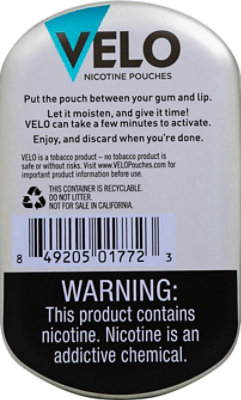 VELO
NICOTINE POUCHES
Put the pouch between your gum and lip.
Let it moisten, and give it time!
VELO can take a few minutes to activate.
Enjoy, and discard when you're done.
VELO is a tobacco product – no tobacco product is
safe or without risks. Visit www.VELOPouches.com for
important product information before use.
THIS CONTAINER IS RECYCLABLE.
DO NOT LITTER.
NOT FOR SALE IN CALIFORNIA.
8 49205 01772 3
WARNING:
This product contains
nicotine. Nicotine is an
addictive chemical.